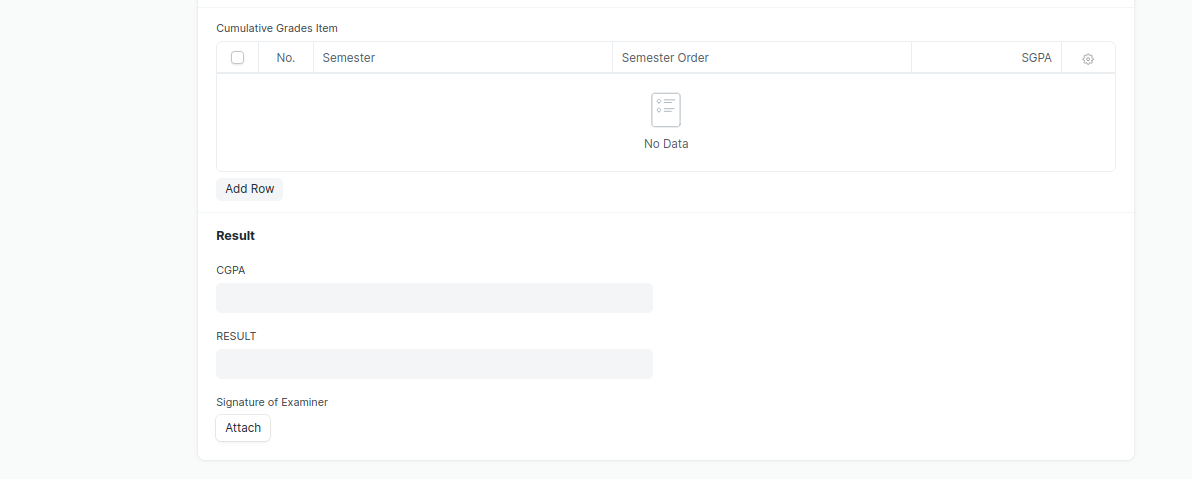 Cumulative Grades Item
No. Semester Semester Order SGPA
No Data
Add Row
Result
CGPA
RESULT
Signature of Examiner
Attach